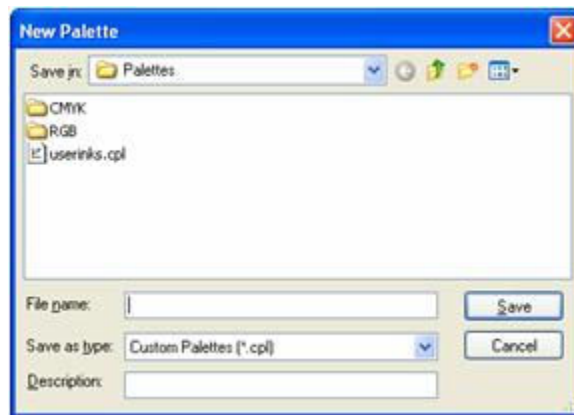 New Palette
Save in: Palettes
CMYK
RGB
userinks.cpl
File name:
Save
Save as type: Custom Palettes (*.cpl)
Cancel
Description: